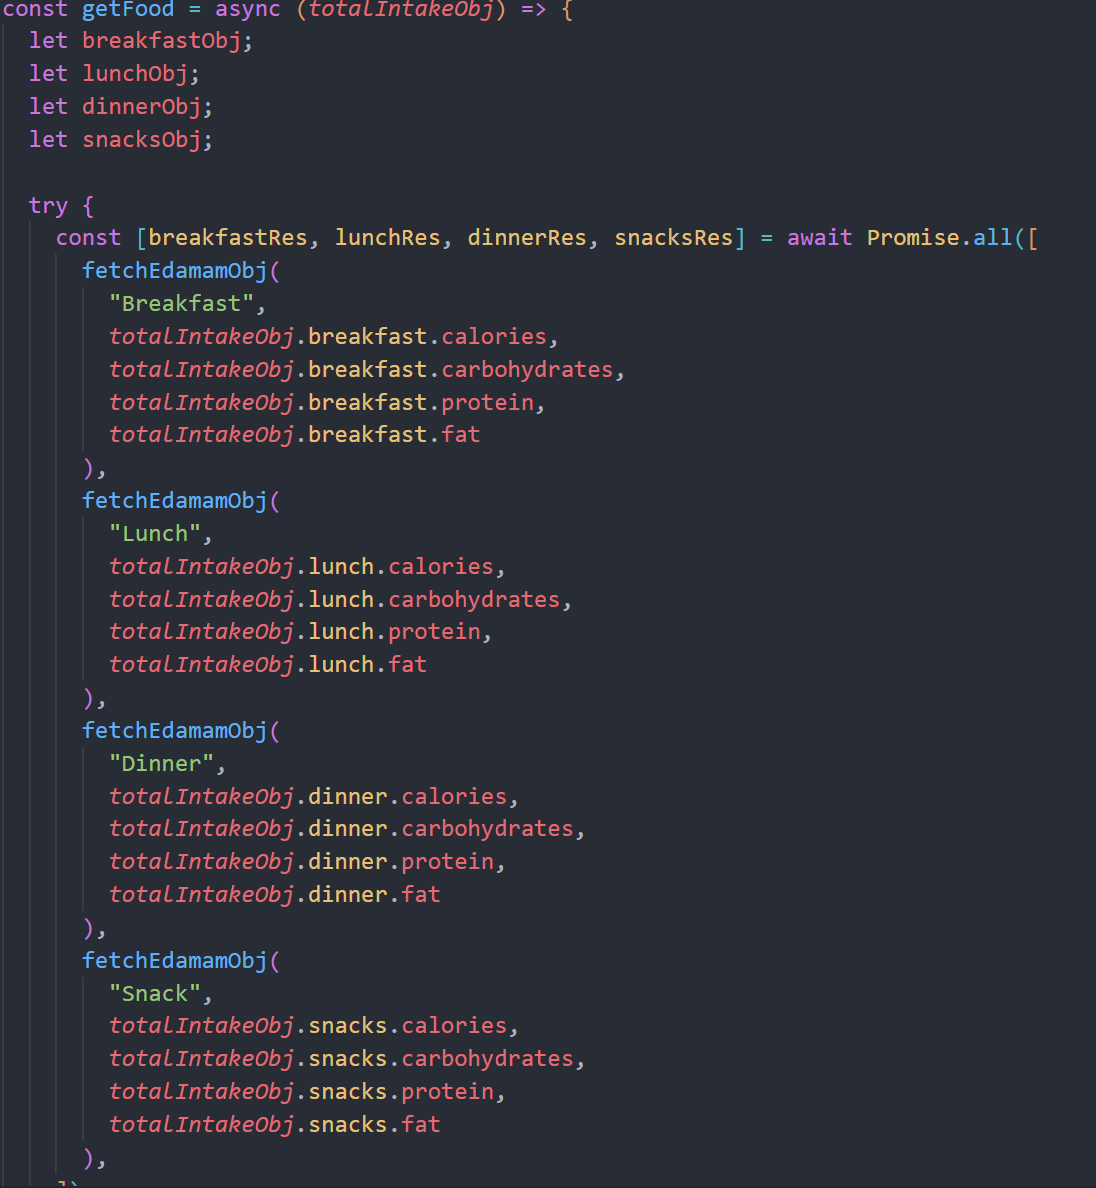 const getFood = async (totalIntakeObj) => {
  let breakfastObj;
  let lunchObj;
  let dinnerObj;
  let snacksObj;

  try {
    const [breakfastRes, lunchRes, dinnerRes, snacksRes] = await Promise.all([
      fetchEdamamObj(
        "Breakfast",
        totalIntakeObj.breakfast.calories,
        totalIntakeObj.breakfast.carbohydrates,
        totalIntakeObj.breakfast.protein,
        totalIntakeObj.breakfast.fat
      ),
      fetchEdamamObj(
        "Lunch",
        totalIntakeObj.lunch.calories,
        totalIntakeObj.lunch.carbohydrates,
        totalIntakeObj.lunch.protein,
        totalIntakeObj.lunch.fat
      ),
      fetchEdamamObj(
        "Dinner",
        totalIntakeObj.dinner.calories,
        totalIntakeObj.dinner.carbohydrates,
        totalIntakeObj.dinner.protein,
        totalIntakeObj.dinner.fat
      ),
      fetchEdamamObj(
        "Snack",
        totalIntakeObj.snacks.calories,
        totalIntakeObj.snacks.carbohydrates,
        totalIntakeObj.snacks.protein,
        totalIntakeObj.snacks.fat
      ),